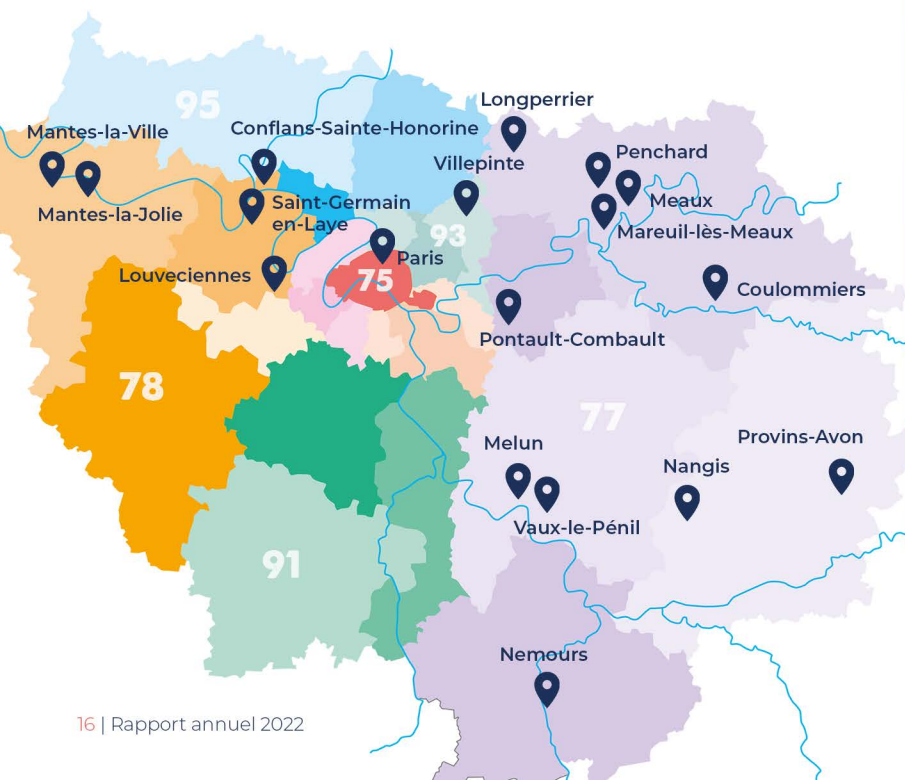 95
Longperrier
Mantes-la-Ville
Conflans-Sainte-Honorine
Villepinte
Penchard
Meaux
Mantes-la-Jolie
Saint-Germain
en-Laye
93
Mareuil-lès-Meaux
Paris
Louveciennes
75
Coulommiers
Pontault-Combault
78
77
Melun
Provins-Avon
Nangis
Vaux-le-Pénil
91
Nemours
16 | Rapport annuel 2022